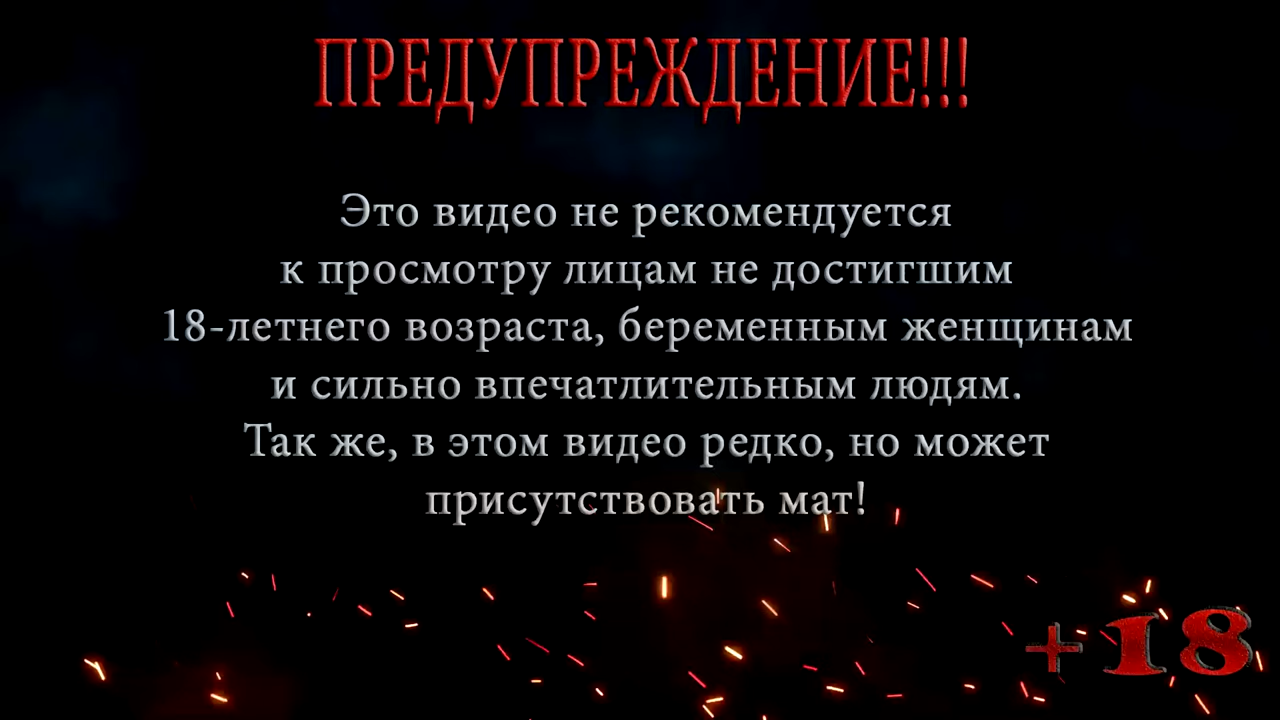 ПРЕДУПРЕЖДЕНИЕ!!!
Это видео не рекомендуется
к просмотру лицам не достигшим
18-летнего возраста, беременным женщинам
и сильно впечатлительным людям.
Так же, в этом видео редко, но может
присутствовать мат!
+18